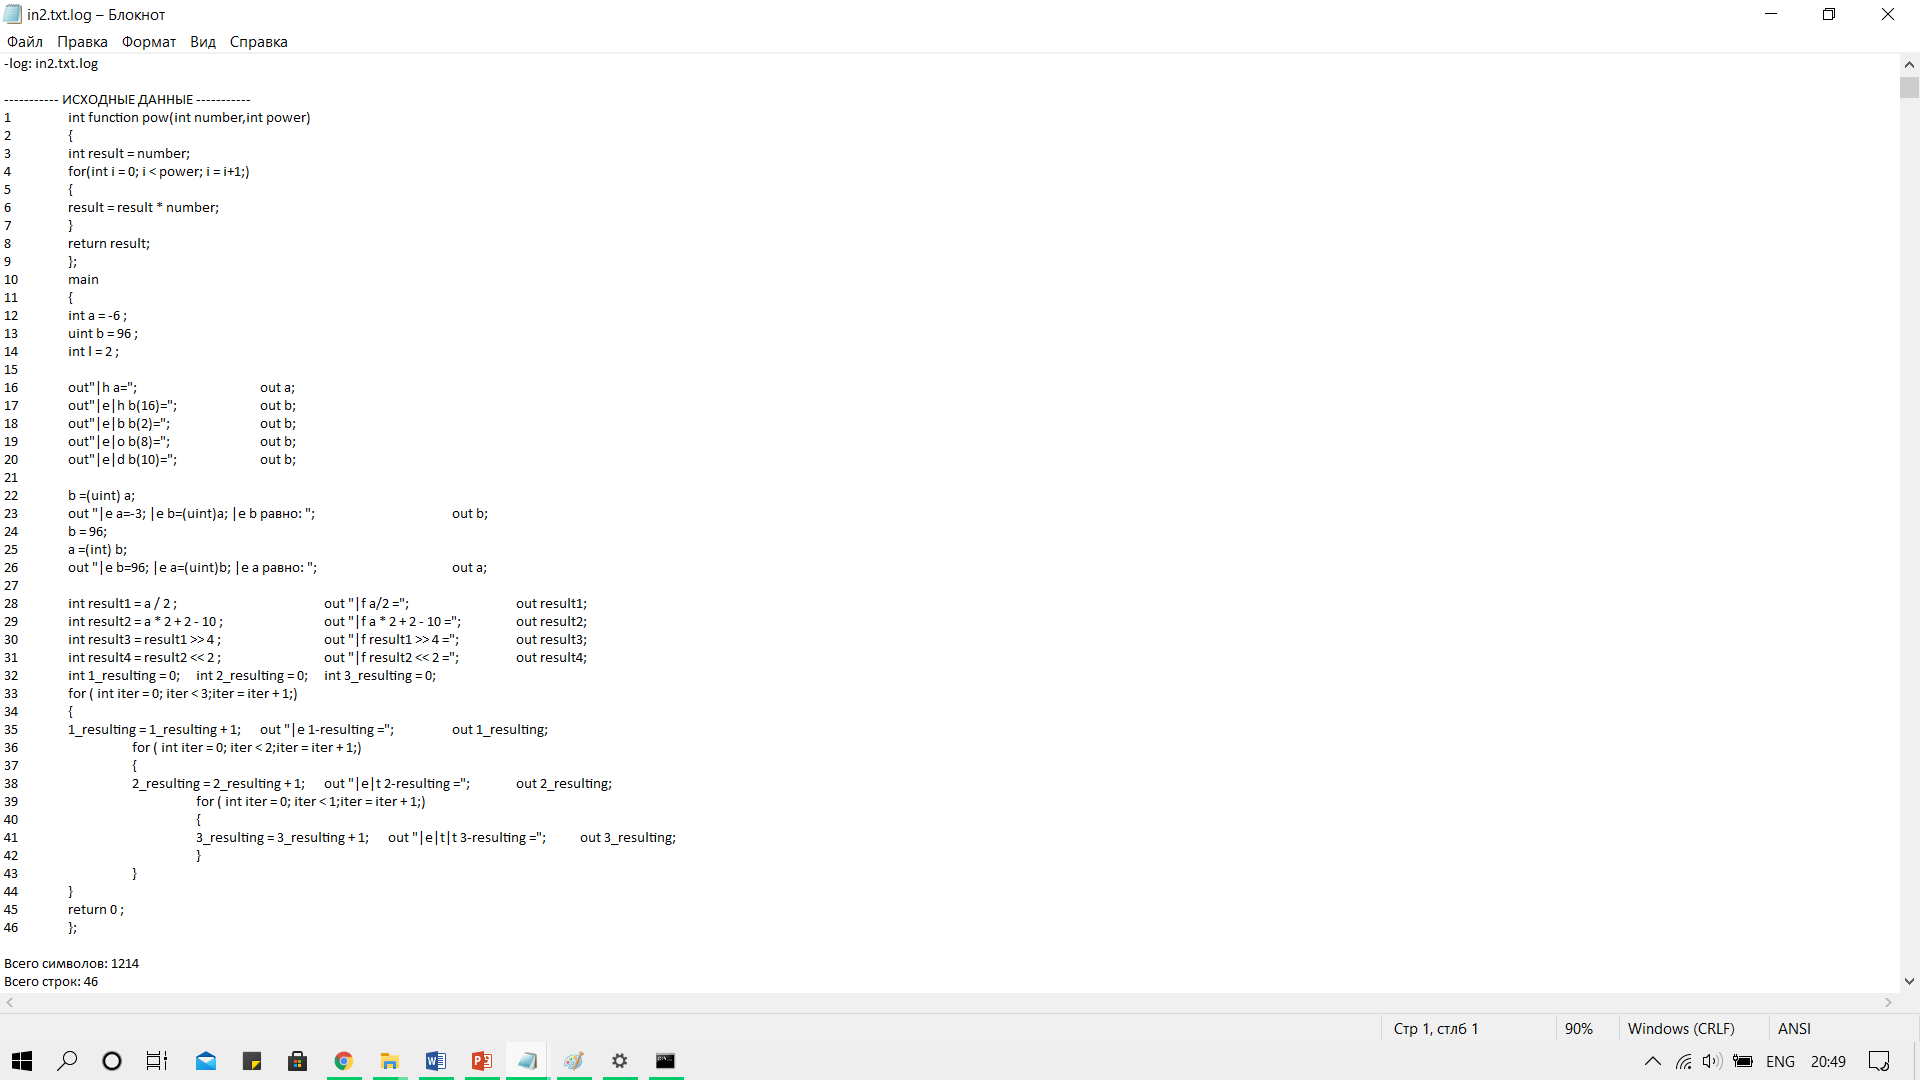 in2.txt.log – Блокнот
Файл Правка Формат Вид Справка
-log: in2.txt.log
----------- ИСХОДНЫЕ ДАННЫЕ -----------
1 int function pow(int number,int power)
2 {
3 int result = number;
4 for(int i = 0; i < power; i = i+1;)
5 {
6 result = result * number;
7 }
8 return result;
9 };
10 main
11 {
12 int a = -6 ;
13 uint b = 96 ;
14 int l = 2 ;
15
16 out"|h a="; out a;
17 out"|e|h b(16)="; out b;
18 out"|e|b b(2)="; out b;
19 out"|e|o b(8)="; out b;
20 out"|e|d b(10)="; out b;
21
22 b =(uint) a;
23 out "|e a=-3; |e b=(uint)a; |e b равно: "; out b;
24 b = 96;
25 a =(int) b;
26 out "|e b=96; |e a=(uint)b; |e a равно: "; out a;
27
28 int result1 = a / 2 ; out "|f a/2 ="; out result1;
29 int result2 = a * 2 + 2 - 10 ; out "|f a * 2 + 2 - 10 ="; out result2;
30 int result3 = result1 >> 4 ; out "|f result1 >> 4 ="; out result3;
31 int result4 = result2 << 2 ; out "|f result2 << 2 ="; out result4;
32 int 1_resulting = 0; int 2_resulting = 0; int 3_resulting = 0;
33 for ( int iter = 0; iter < 3;iter = iter + 1;)
34 {
35 1_resulting = 1_resulting + 1; out "|e 1-resulting ="; out 1_resulting;
36 for ( int iter = 0; iter < 2;iter = iter + 1;)
37 {
38 2_resulting = 2_resulting + 1; out "|e|t 2-resulting ="; out 2_resulting;
39 for ( int iter = 0; iter < 1;iter = iter + 1;)
40 {
41 3_resulting = 3_resulting + 1; out "|e|t|t 3-resulting ="; out 3_resulting;
42 }
43 }
44 }
45 return 0 ;
46 };
Всего символов: 1214
Всего строк: 46
Стр 1, стлб 1 90% Windows (CRLF) ANSI
ENG 20:49